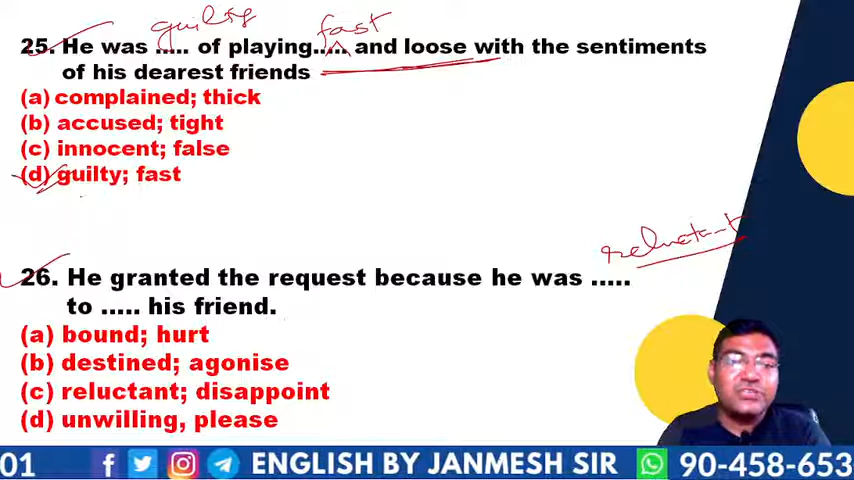 guilty
fast
25. He was ..... of playing..... and loose with the sentiments
of his dearest friends
(a) complained; thick
(b) accused; tight
(c) innocent; false
(d) guilty; fast
reluctant
26. He granted the request because he was .....
to ..... his friend.
(a) bound; hurt
(b) destined; agonise
(c) reluctant; disappoint
(d) unwilling, please
01 f ENGLISH BY JANMESH SIR 90-458-653